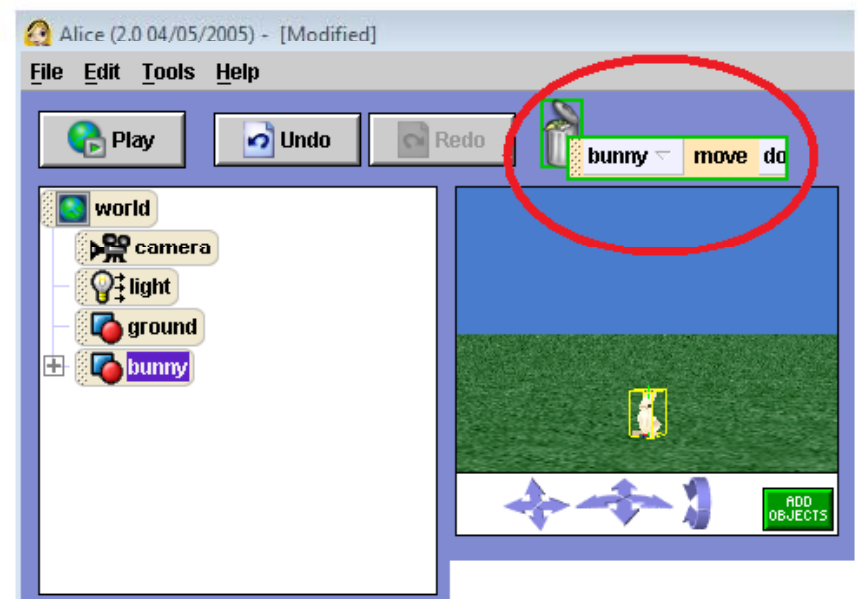 Alice (2.0 04/05/2005) - [Modified]
File Edit Tools Help
Play Undo Redo
bunny move do
world
camera
light
ground
bunny
ADD
OBJECTS